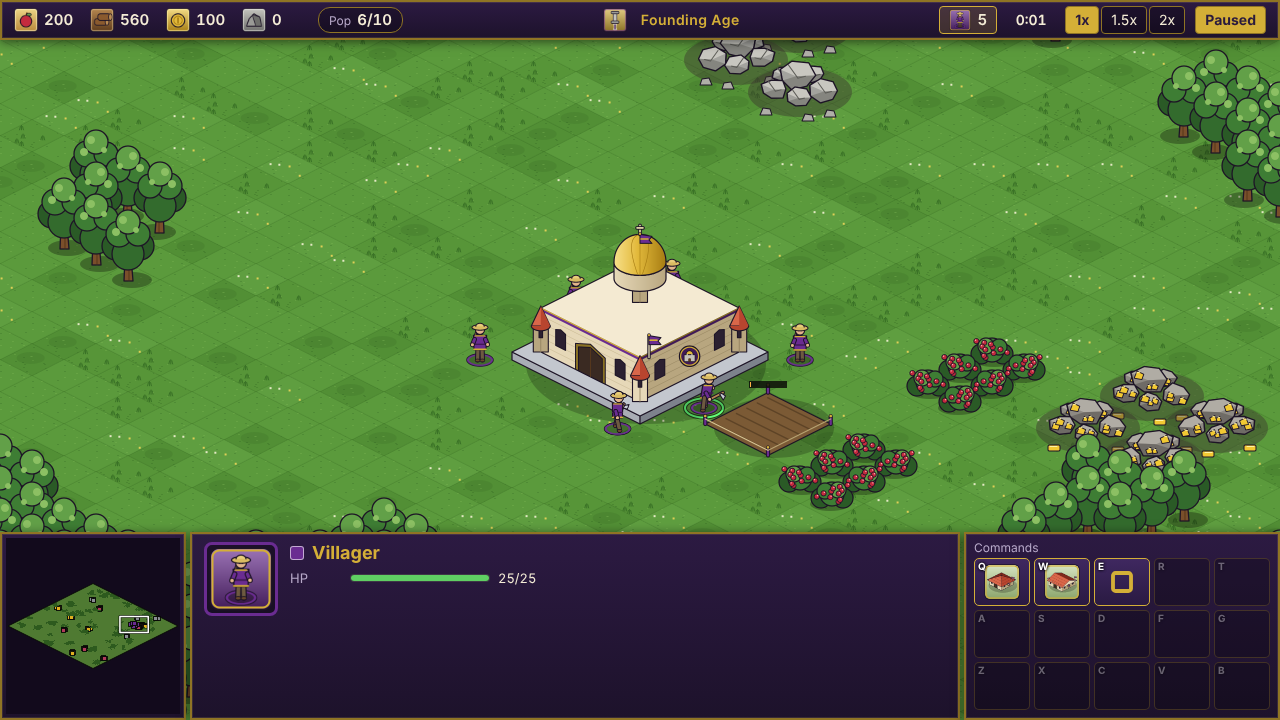 200 560 100 0 Pop 6/10 Founding Age 5 0:01 1x 1.5x 2x Paused
Villager
HP 25/25
Commands
Q W E R T
A S D F G
Z X C V B